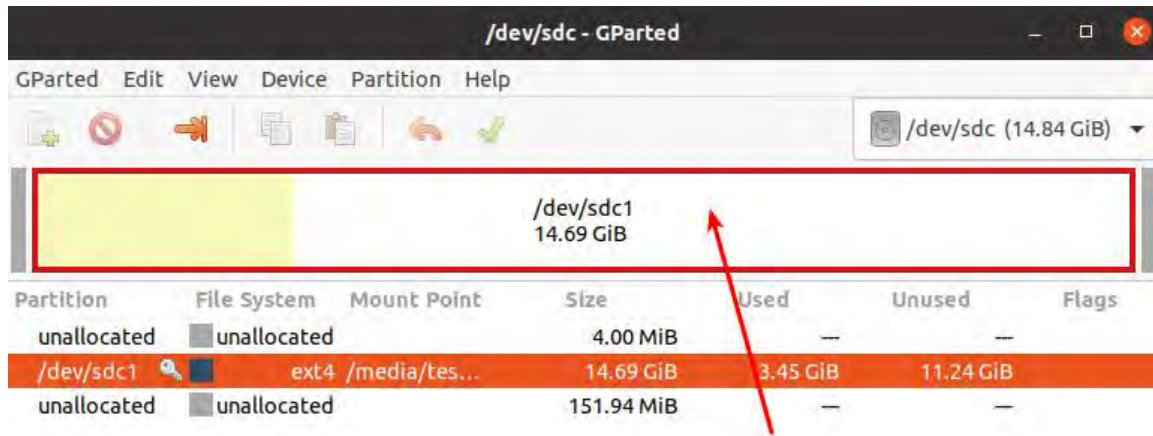 /dev/sdc - GParted
GParted Edit View Device Partition Help
/dev/sdc (14.84 GiB)
/dev/sdc1
14.69 GiB
Partition File System Mount Point Size Used Unused Flags
unallocated unallocated 4.00 MiB — —
/dev/sdc1 ext4 /media/tes... 14.69 GiB 3.45 GiB 11.24 GiB
unallocated unallocated 151.94 MiB — —